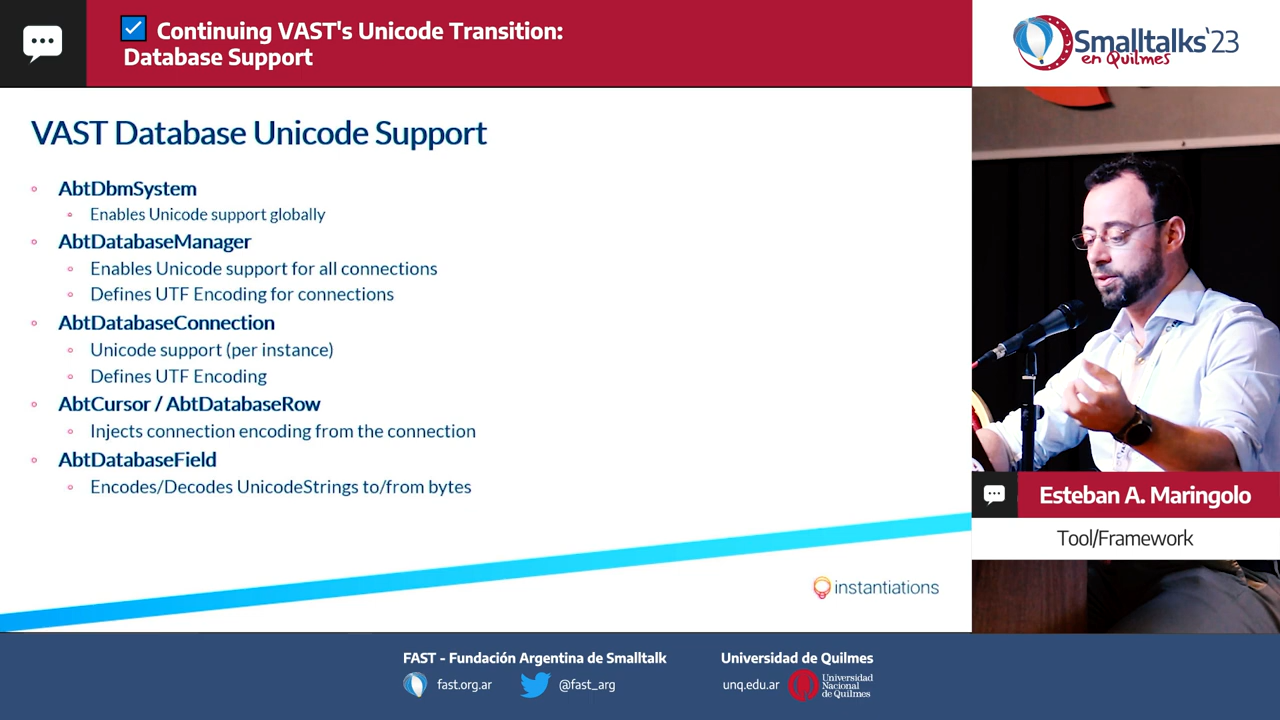 Continuing VAST's Unicode Transition:
Database Support
Smalltalks'23
en Quilmes
VAST Database Unicode Support
AbtDbmSystem
Enables Unicode support globally
AbtDatabaseManager
Enables Unicode support for all connections
Defines UTF Encoding for connections
AbtDatabaseConnection
Unicode support (per instance)
Defines UTF Encoding
AbtCursor / AbtDatabaseRow
Injects connection encoding from the connection
AbtDatabaseField
Encodes/Decodes UnicodeStrings to/from bytes
instantiations
Esteban A. Maringolo
Tool/Framework
FAST - Fundación Argentina de Smalltalk
fast.org.ar
@fast_arg
Universidad de Quilmes
unq.edu.ar
Universidad
Nacional
de Quilmes